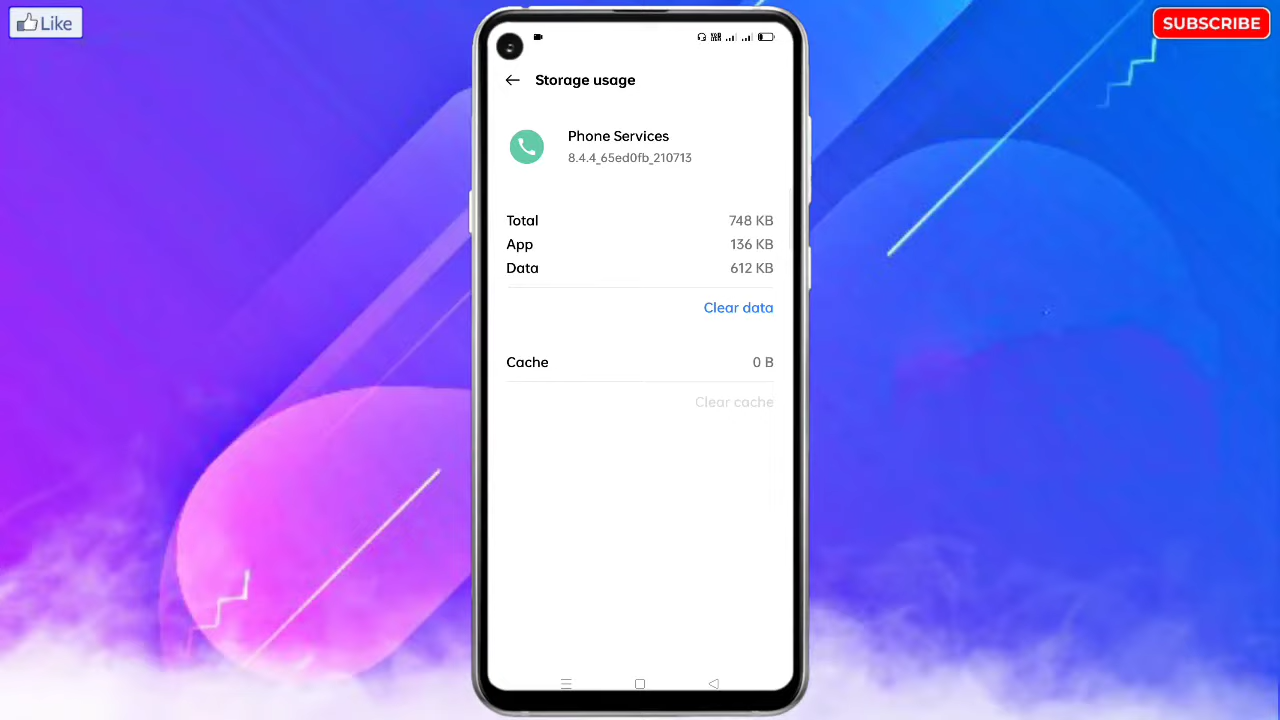 Like
SUBSCRIBE
Storage usage
Phone Services
8.4.4_65ed0fb_210713
Total 748 KB
App 136 KB
Data 612 KB
Clear data
Cache 0 B
Clear cache